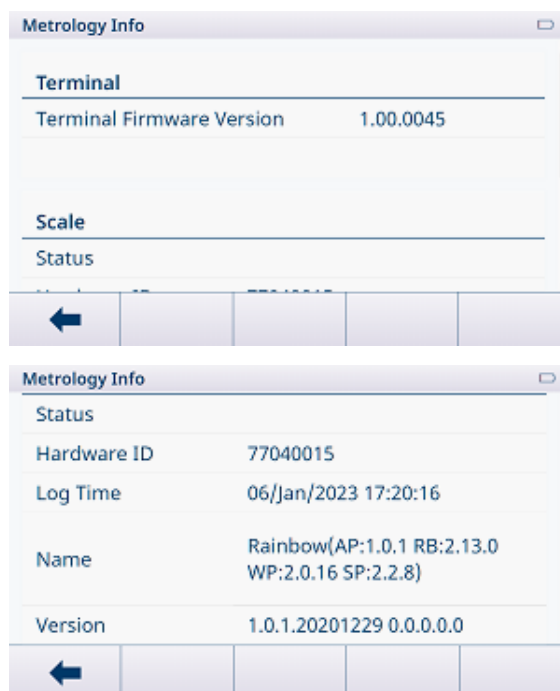 Metrology Info
Terminal
Terminal Firmware Version 1.00.0045
Scale
Status
Metrology Info
Status
Hardware ID 77040015
Log Time 06/Jan/2023 17:20:16
Name Rainbow(AP:1.0.1 RB:2.13.0
WP:2.0.16 SP:2.2.8)
Version 1.0.1.20201229 0.0.0.0.0